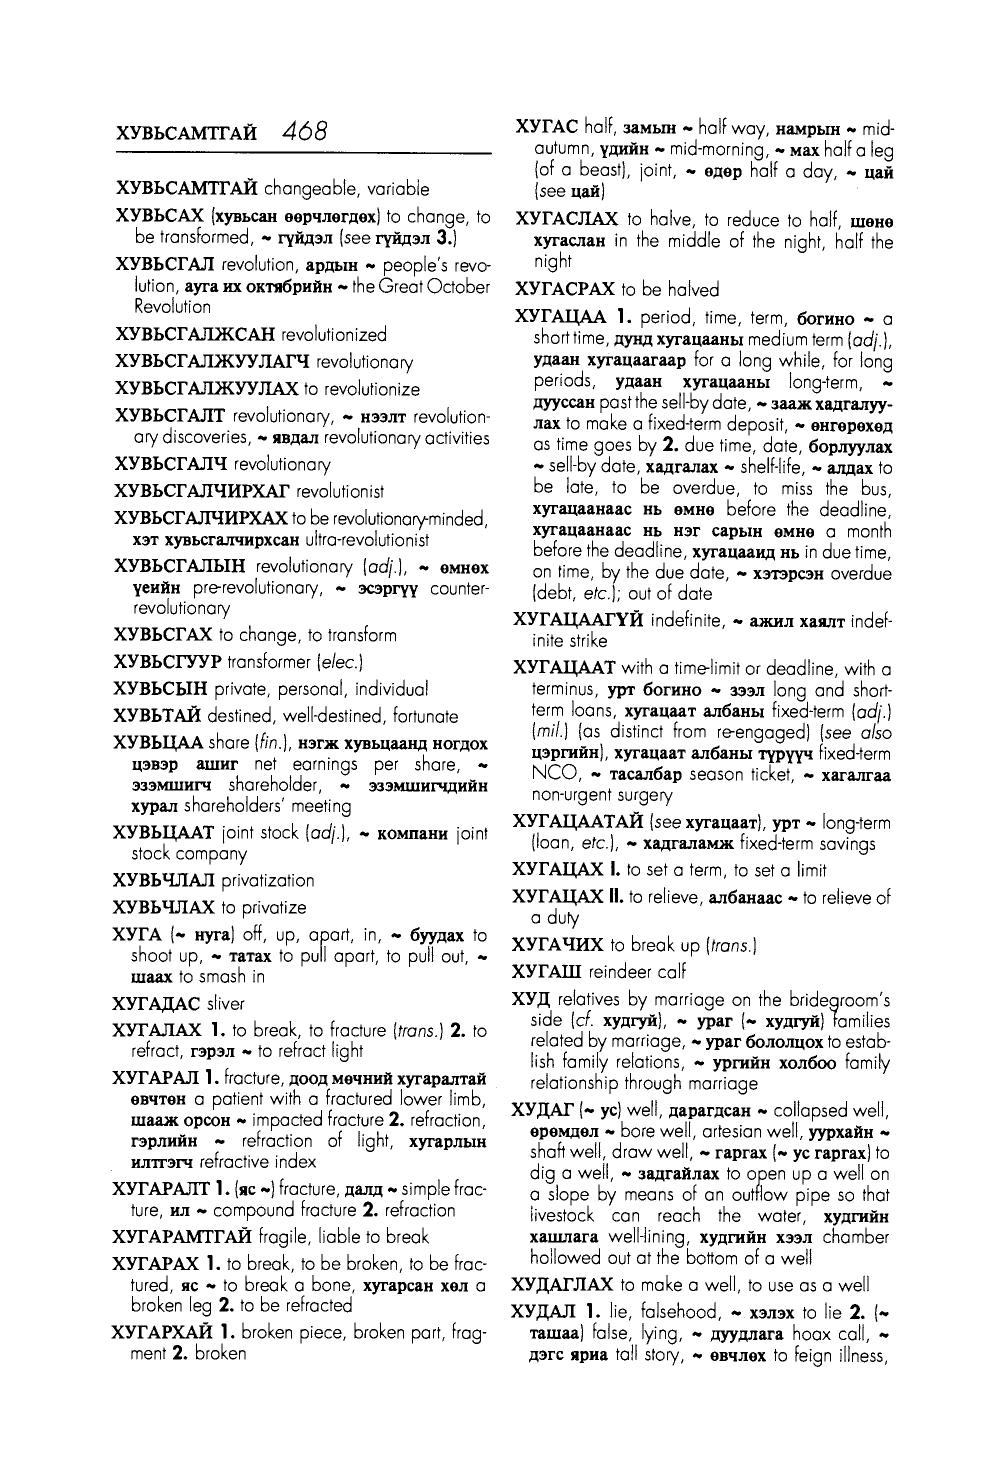 ХУВЬСАМТГАЙ 468
ХУВЬСАМТГАЙ changeable, variable
ХУВЬСАХ (хувьсан өөрчлөгдөх) to change, to
be transformed, ~ гүйдэл (see гүйдэл 3.)
ХУВЬСГАЛ revolution, ардын ~ people's revo-
lution, ауга их октябрийн ~ the Great October
Revolution
ХУВЬСГАЛЖСАН revolutionized
ХУВЬСГАЛЖУУЛАГЧ revolutionary
ХУВЬСГАЛЖУУЛАХ to revolutionize
ХУВЬСГАЛТ revolutionary, ~ нээлт revolution-
ary discoveries, ~ явдал revolutionary activities
ХУВЬСГАЛЧ revolutionary
ХУВЬСГАЛЧИРХАГ revolutionist
ХУВЬСГАЛЧИРХАХ to be revolutionary-minded,
хэт хувьсгалчирхсан ultra-revolutionist
ХУВЬСГАЛЫН revolutionary (adj.), ~ өмнөх
үеийн pre-revolutionary, ~ эсэргүү counter-
revolutionary
ХУВЬСГАХ to change, to transform
ХУВЬСГУУР transformer (elec.)
ХУВЬСЫН private, personal, individual
ХУВЬТАЙ destined, well-destined, fortunate
ХУВЬЦАА share (fin.), нэгж хувьцаанд ногдох
цэвэр ашиг net earnings per share, ~
эзэмшигч shareholder, ~ эзэмшигчдийн
хурал shareholders' meeting
ХУВЬЦААТ joint stock (adj.), ~ компани joint
stock company
ХУВЬЧЛАЛ privatization
ХУВЬЧЛАХ to privatize
ХУГА (~ нуга) off, up, apart, in, ~ буудах to
shoot up, ~ татах to pull apart, to pull out, ~
шаах to smash in
ХУГАДАС sliver
ХУГАЛАХ 1. to break, to fracture (trans.) 2. to
refract, гэрэл ~ to refract light
ХУГАРАЛ 1. fracture, доод мөчний хугаралтай
өвчтөн a patient with a fractured lower limb,
шааж орсон ~ impacted fracture 2. refraction,
гэрлийн ~ refraction of light, хугарлын
илтгэгч refractive index
ХУГАРАЛТ 1. (яс ~) fracture, далд ~ simple frac-
ture, ил ~ compound fracture 2. refraction
ХУГАРАМТГАЙ fragile, liable to break
ХУГАРАХ 1. to break, to be broken, to be frac-
tured, яс ~ to break a bone, хугарсан хөл a
broken leg 2. to be refracted
ХУГАРХАЙ 1. broken piece, broken part, frag-
ment 2. broken
ХУГАС half, замын ~ half way, намрын ~ mid-
autumn, үдийн ~ mid-morning, ~ мах half a leg
(of a beast), joint, ~ өдөр half a day, ~ цай
(see цай)
ХУГАСЛАХ to halve, to reduce to half, шөнө
хугаслан in the middle of the night, half the
night
ХУГАСРАХ to be halved
ХУГАЦАА 1. period, time, term, богино ~ a
short time, дунд хугацааны medium term (adj.),
удаан хугацаагаар for a long while, for long
periods, удаан хугацааны long-term, ~
дууссан past the sell-by date, ~ зааж хадгалуу-
лах to make a fixed-term deposit, ~ өнгөрөхөд
as time goes by 2. due time, date, борлуулах
~ sell-by date, хадгалах ~ shelf-life, ~ алдах to
be late, to be overdue, to miss the bus,
хугацаанаас нь өмнө before the deadline,
хугацаанаас нь нэг сарын өмнө a month
before the deadline, хугацаанд нь in due time,
on time, by the due date, ~ хэтэрсэн overdue
(debt, etc.); out of date
ХУГАЦААГҮЙ indefinite, ~ ажил хаялт indef-
inite strike
ХУГАЦААТ with a time-limit or deadline, with a
terminus, урт богино ~ зээл long and short-
term loans, хугацаат албаны fixed-term (adj.)
(mil.) (as distinct from re-engaged) (see also
цэргийн), хугацаат албаны түрүүч fixed-term
NCO, ~ тасалбар season ticket, ~ хагалгаа
non-urgent surgery
ХУГАЦААТАЙ (see хугацаат), урт ~ long-term
(loan, etc.), ~ хадгаламж fixed-term savings
ХУГАЦАХ I. to set a term, to set a limit
ХУГАЦАХ II. to relieve, албанаас ~ to relieve of
a duty
ХУГАЧИХ to break up (trans.)
ХУГАШ reindeer calf
ХУД relatives by marriage on the bridegroom's
side (cf. худгуй), ~ ураг (~ худгуй) families
related by marriage, ~ ураг бололцох to estab-
lish family relations, ~ ургийн холбоо family
relationship through marriage
ХУДАГ (~ ус) well, дарагдсан ~ collapsed well,
өрөмдөл ~ bore well, artesian well, уурхайн ~
shaft well, draw well, ~ гаргах (~ ус гаргах) to
dig a well, ~ задгайлах to open up a well on
a slope by means of an outflow pipe so that
livestock can reach the water, худгийн
хашлага well-lining, худгийн хээл chamber
hollowed out at the bottom of a well
ХУДАГЛАХ to make a well, to use as a well
ХУДАЛ 1. lie, falsehood, ~ хэлэх to lie 2. (~
ташаа) false, lying, ~ дуудлага hoax call, ~
дэгс яриа tall story, ~ өвчлөх to feign illness,